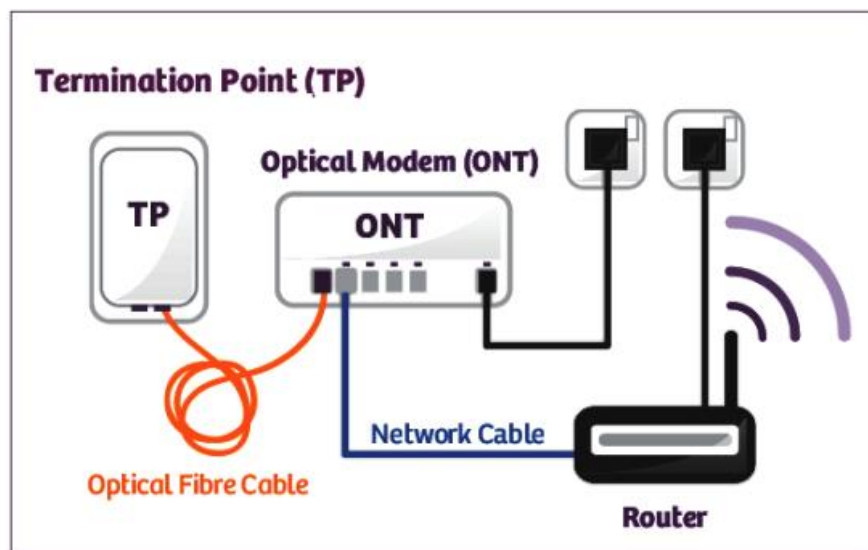 Termination Point (TP)
Optical Modem (ONT)
TP
ONT
Network Cable
Optical Fibre Cable
Router